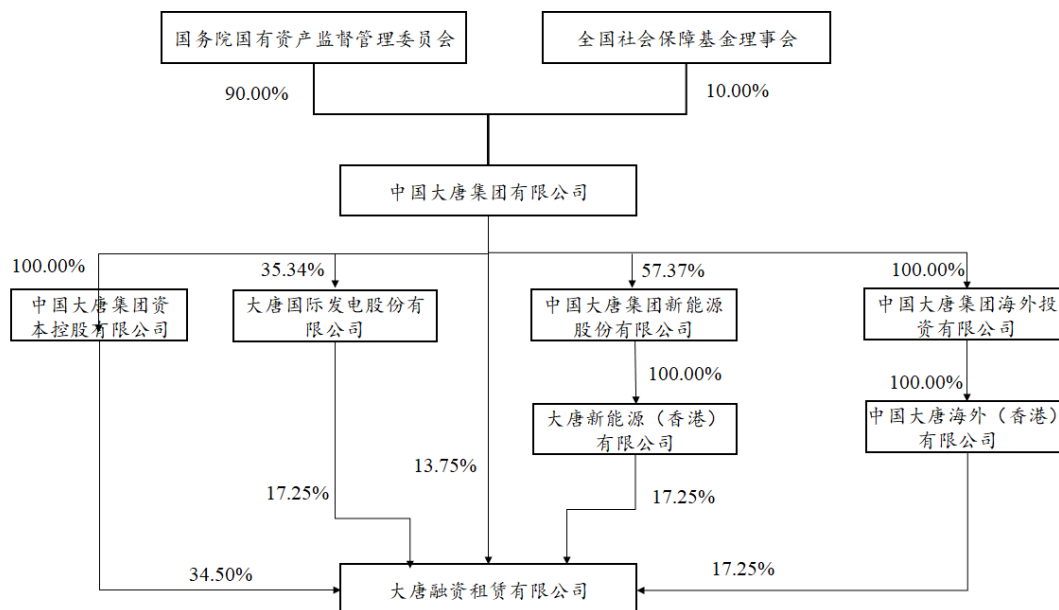 国务院国有资产监督管理委员会
全国社会保障基金理事会
90.00%
10.00%
中国大唐集团有限公司
100.00%
35.34%
57.37%
100.00%
中国大唐集团资
本控股有限公司
大唐国际发电股份有
限公司
中国大唐集团新能源
股份有限公司
中国大唐集团海外投
资有限公司
100.00%
100.00%
大唐新能源（香港）
有限公司
中国大唐海外（香港）
有限公司
13.75%
17.25%
17.25%
34.50%
17.25%
大唐融资租赁有限公司